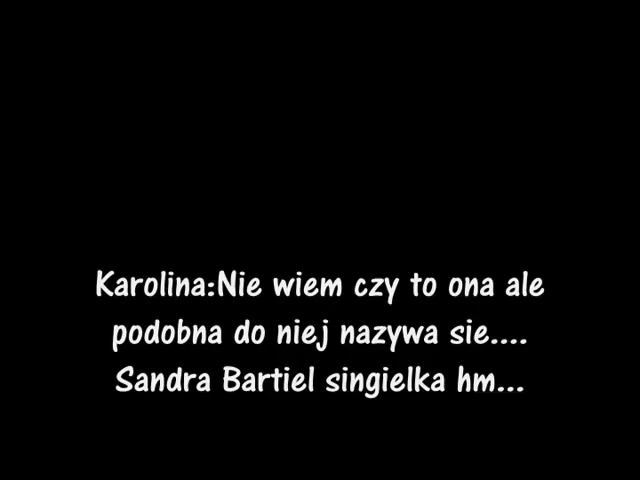 Karolina:Nie wiem czy to ona ale
podobna do niej nazywa sie....
Sandra Bartiel singielka hm...